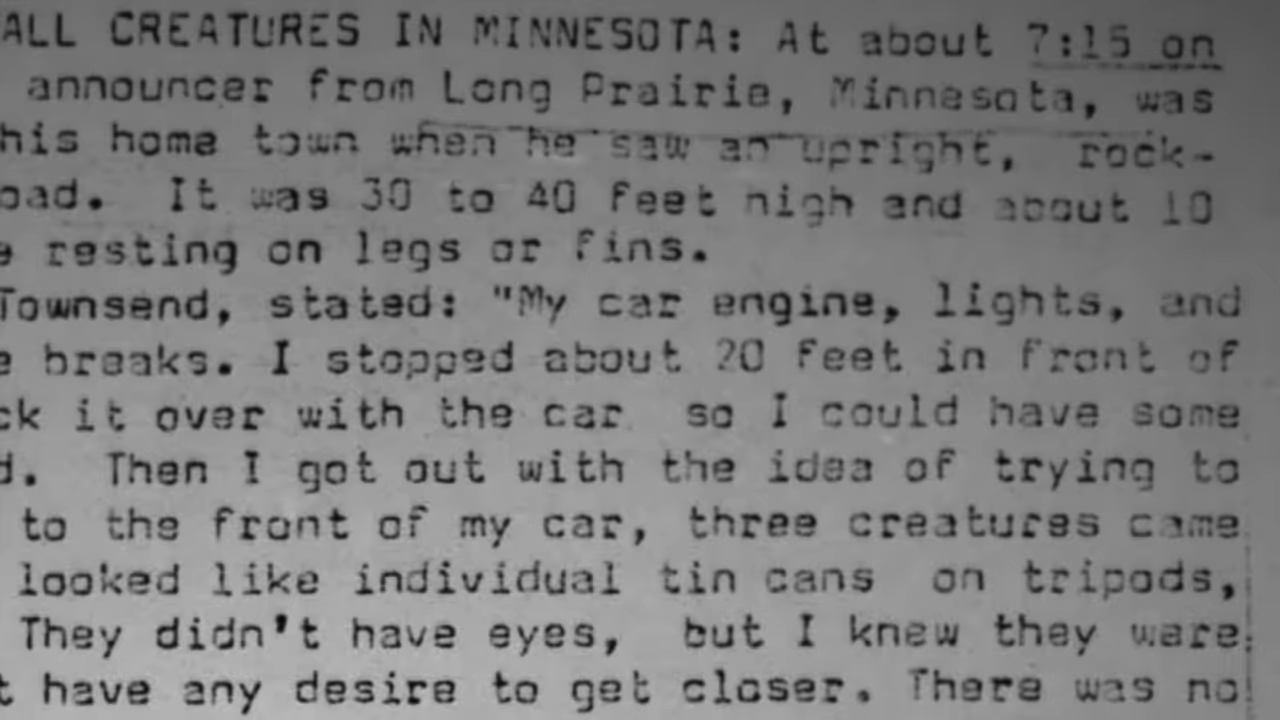 ALL CREATURES IN MINNESOTA: At about 7:15 on
announcer from Long Prairie, Minnesota, was
his home town when he saw an upright, rock-
oad. It was 30 to 40 feet high and about 10
e resting on legs or fins.
Townsend, stated: "My car engine, lights, and
e breaks. I stopped about 20 feet in front of
ck it over with the car so I could have some
d. Then I got out with the idea of trying to
to the front of my car, three creatures came
looked like individual tin cans on tripods,
They didn't have eyes, but I knew they were
t have any desire to get closer. There was no